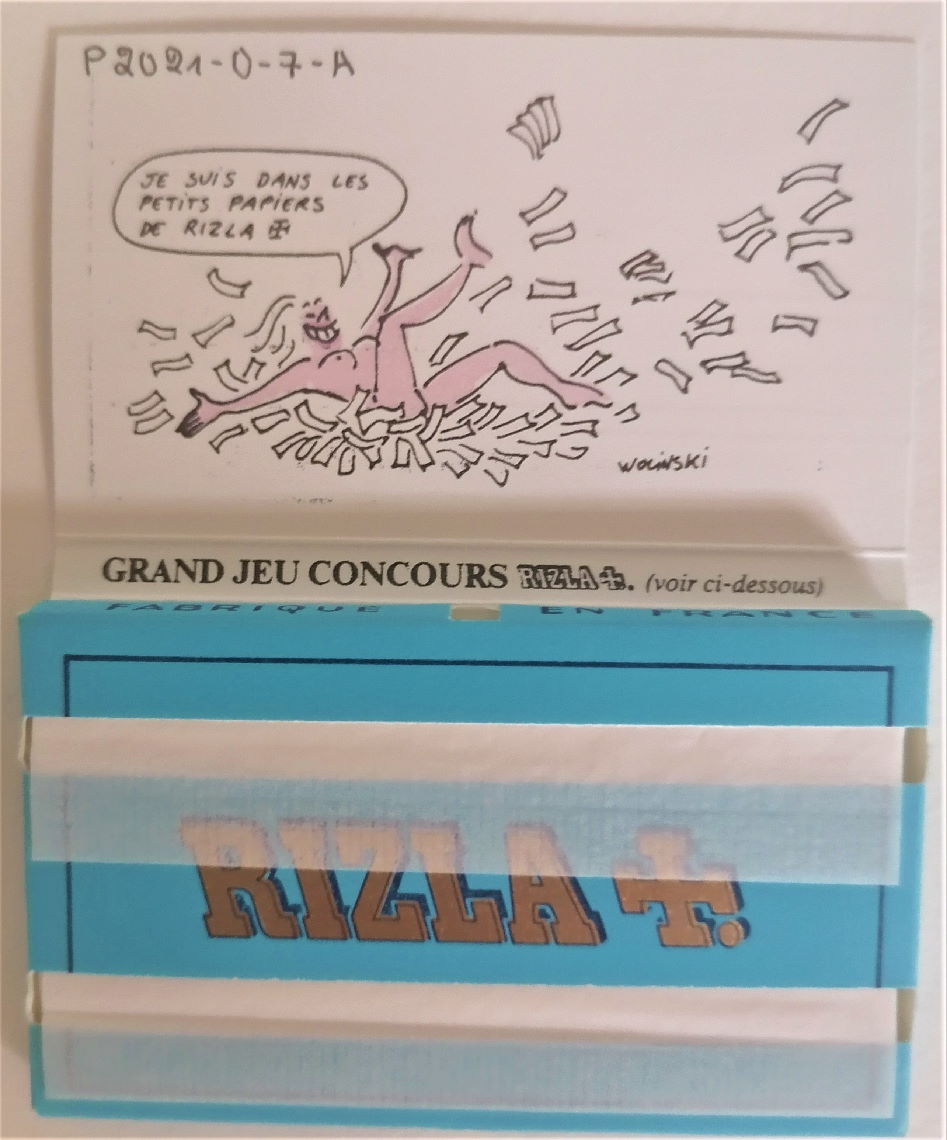 P2021-0-7-A
JE SUIS DANS LES
PETITS PAPIERS
DE RIZLA ✠
WOLINSKI
GRAND JEU CONCOURS RIZLA+. (voir ci-dessous)
FABRIQUE EN FRANCE
RIZLA+.